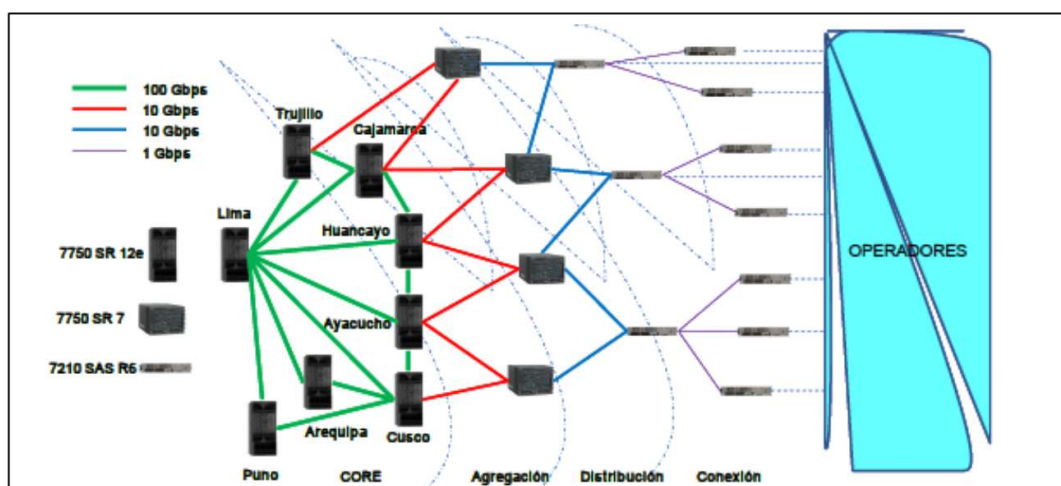 100 Gbps
10 Gbps
10 Gbps
1 Gbps
Trujillo
Cajamarca
Lima
Huancayo
7750 SR 12e
OPERADORES
7750 SR 7
Ayacucho
7210 SAS R6
Arequipa
Cusco
Puno
CORE
Agregación
Distribución
Conexión